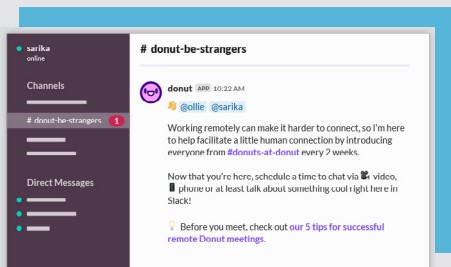 sarika
online
Channels
# donut-be-strangers 1
Direct Messages
# donut-be-strangers
donut APP 10:22 AM
👋 @ollie @sarika
Working remotely can make it harder to connect, so I'm here
to help facilitate a little human connection by introducing
everyone from #donuts-at-donut every 2 weeks.
Now that you're here, schedule a time to chat via 🎥 video,
📱 phone or at least talk about something cool right here in
Slack!
💡 Before you meet, check out our 5 tips for successful
remote Donut meetings.